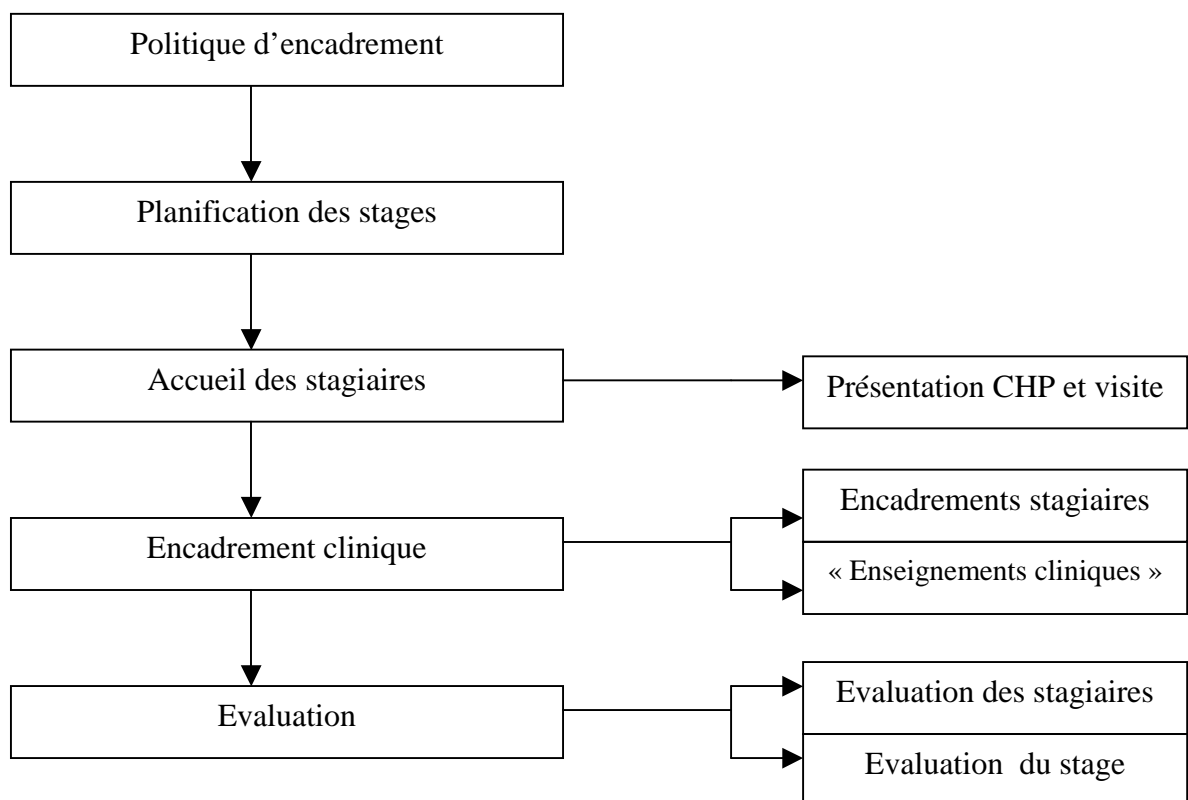 Politique d’encadrement
Planification des stages
Accueil des stagiaires
Présentation CHP et visite
Encadrement clinique
Encadrements stagiaires
« Enseignements cliniques »
Evaluation
Evaluation des stagiaires
Evaluation du stage